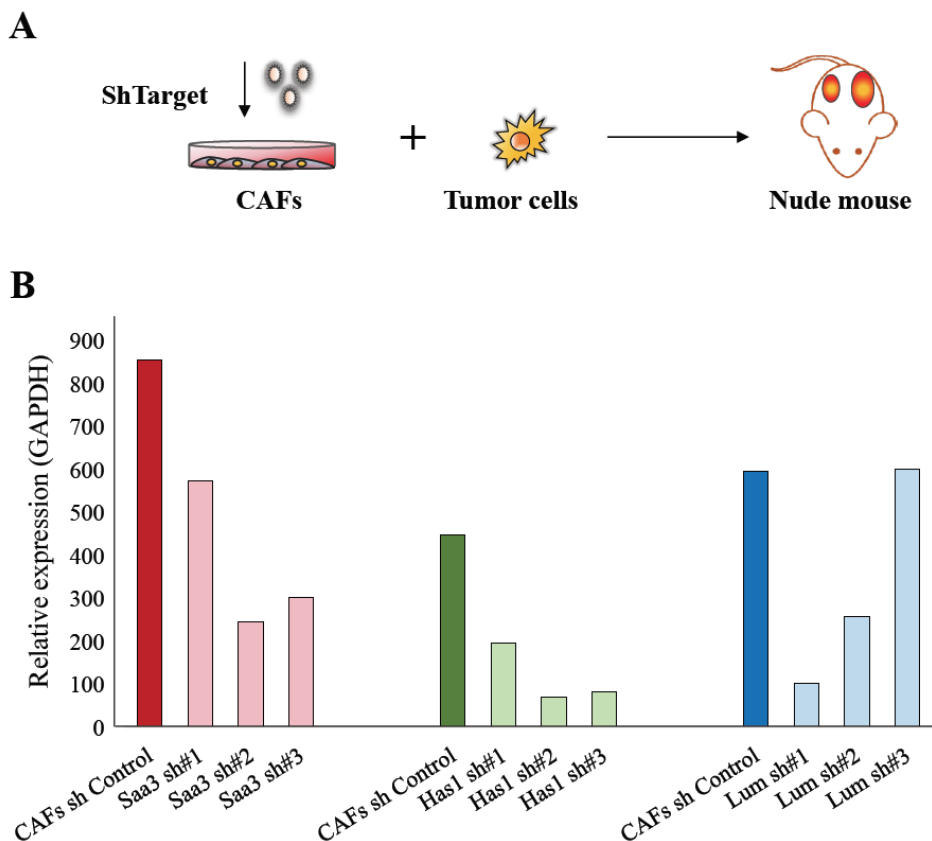 A
ShTarget
+
CAFs
Tumor cells
Nude mouse
B
Relative expression (GAPDH)
900
800
700
600
500
400
300
200
100
0
CAFs sh Control
Saa3 sh#1
Saa3 sh#2
Saa3 sh#3
CAFs sh Control
Has1 sh#1
Has1 sh#2
Has1 sh#3
CAFs sh Control
Lum sh#1
Lum sh#2
Lum sh#3